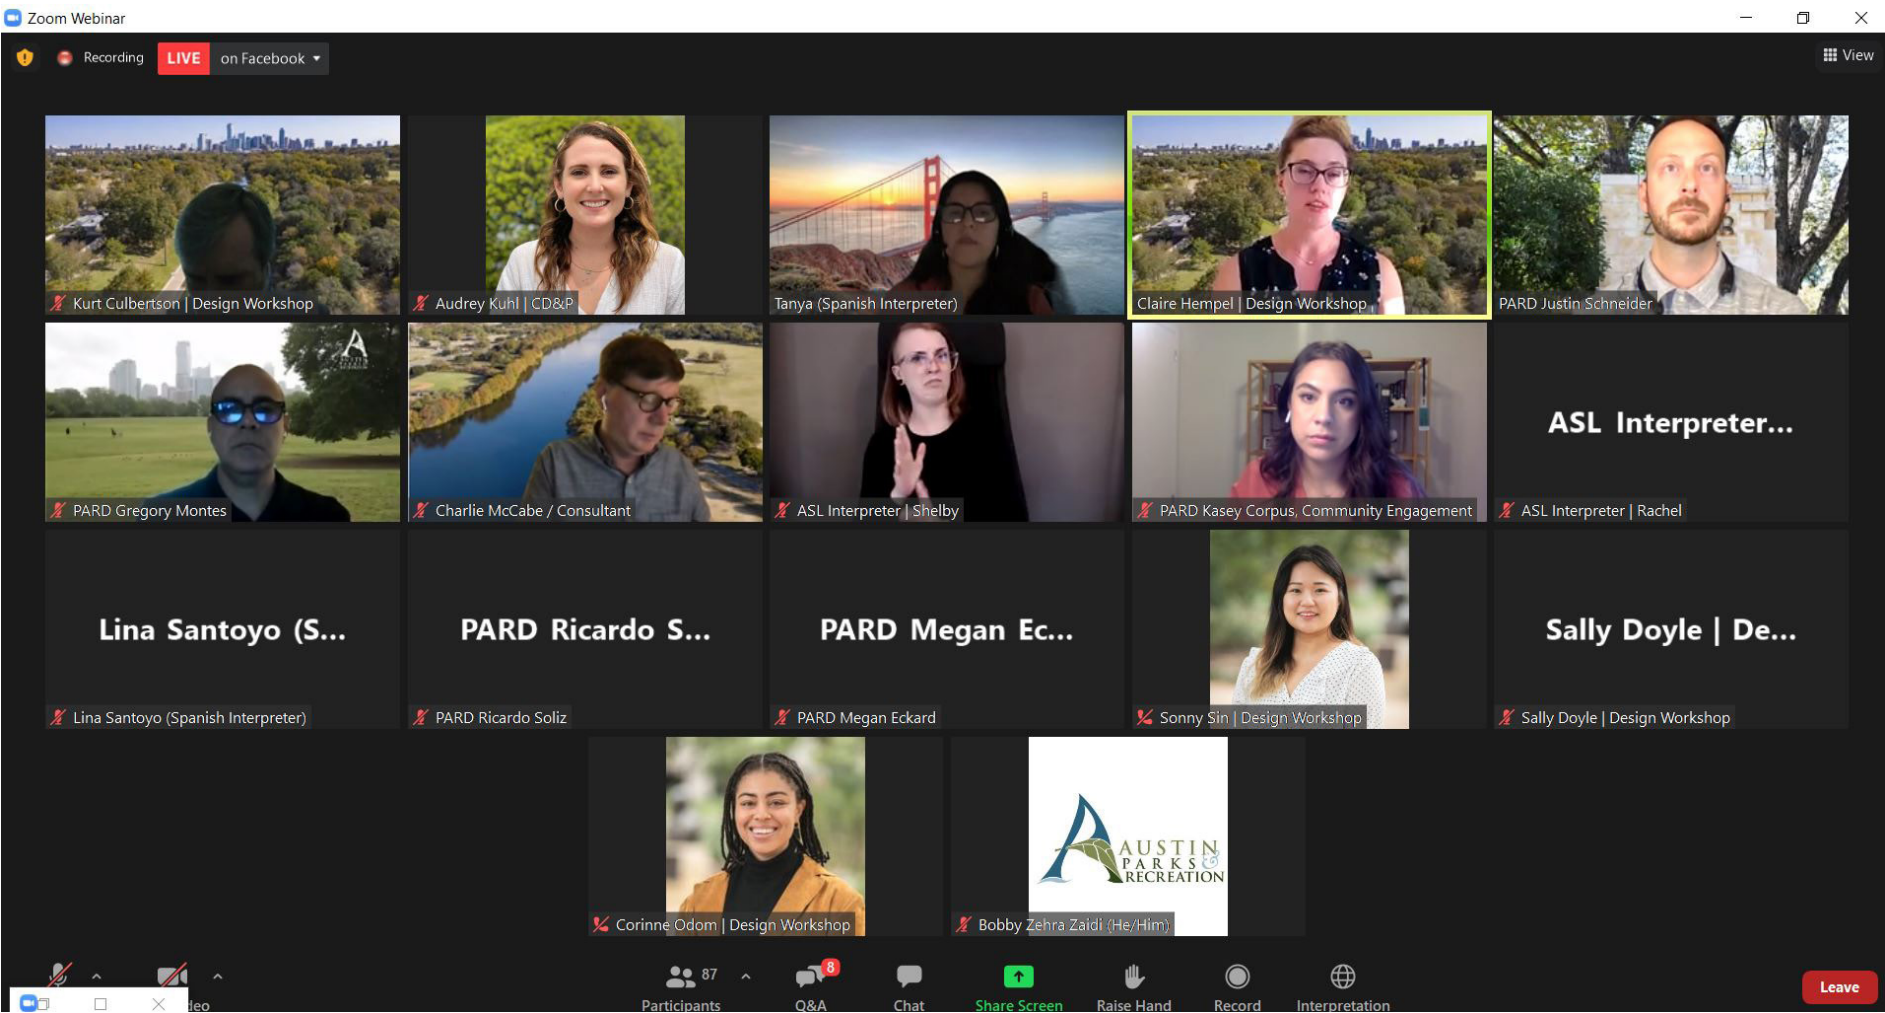 Zoom Webinar
Recording
LIVE
on Facebook
View
Kurt Culbertson | Design Workshop
Audrey Kuhl | CD&P
Tanya (Spanish Interpreter)
Claire Hempel | Design Workshop
PARD Justin Schneider
PARD Gregory Montes
Charlie McCabe / Consultant
ASL Interpreter | Shelby
PARD Kasey Corpus, Community Engagement
ASL Interpreter...
ASL Interpreter | Rachel
Lina Santoyo (S...
Lina Santoyo (Spanish Interpreter)
PARD Ricardo S...
PARD Ricardo Soliz
PARD Megan Ec...
PARD Megan Eckard
Sonny Sin | Design Workshop
Sally Doyle | De...
Sally Doyle | Design Workshop
Corinne Odom | Design Workshop
AUSTIN
PARKS &
RECREATION
Bobby Zehra Zaidi (He/Him)
deo
87
Participants
8
Q&A
Chat
Share Screen
Raise Hand
Record
Interpretation
Leave